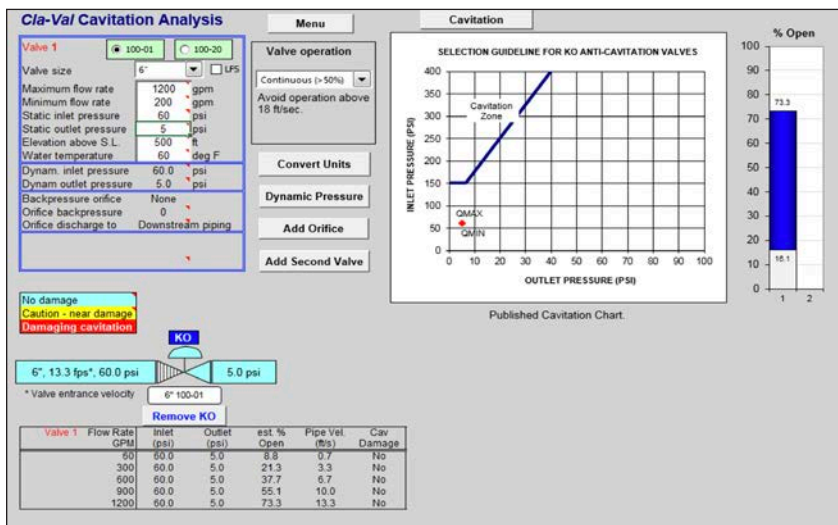 Cla-Val Cavitation Analysis
Valve 1 100-01 100-20
Valve size 6" LFS
Maximum flow rate 1200 gpm
Minimum flow rate 200 gpm
Static inlet pressure 60 psi
Static outlet pressure 5 psi
Elevation above S.L. 500 ft
Water temperature 60 deg F
Dynam. inlet pressure 60.0 psi
Dynam outlet pressure 5.0 psi
Backpressure orifice None
Orifice backpressure 0
Orifice discharge to Downstream piping
Menu
Valve operation
Continuous (>50%)
Avoid operation above
18 ft/sec.
Convert Units
Dynamic Pressure
Add Orifice
Add Second Valve
Cavitation
SELECTION GUIDELINE FOR KO ANTI-CAVITATION VALVES
INLET PRESSURE (PSI)
400
350
300
250
200
150
100
50
0
Cavitation
Zone
QMAX
QMIN
0 10 20 30 40 50 60 70 80 90 100
OUTLET PRESSURE (PSI)
Published Cavitation Chart.
% Open
100
90
80
70
60
50
40
30
20
10
0
73.3
16.1
1 2
No damage
Caution - near damage
Damaging cavitation
KO
6", 13.3 fps*, 60.0 psi 5.0 psi
* Valve entrance velocity 6" 100-01
Remove KO
Valve 1 Flow Rate Inlet Outlet est. % Pipe Vel. Cav
GPM (psi) (psi) Open (ft/s) Damage
60 60.0 5.0 8.8 0.7 No
300 60.0 5.0 21.3 3.3 No
600 60.0 5.0 37.7 6.7 No
900 60.0 5.0 55.1 10.0 No
1200 60.0 5.0 73.3 13.3 No